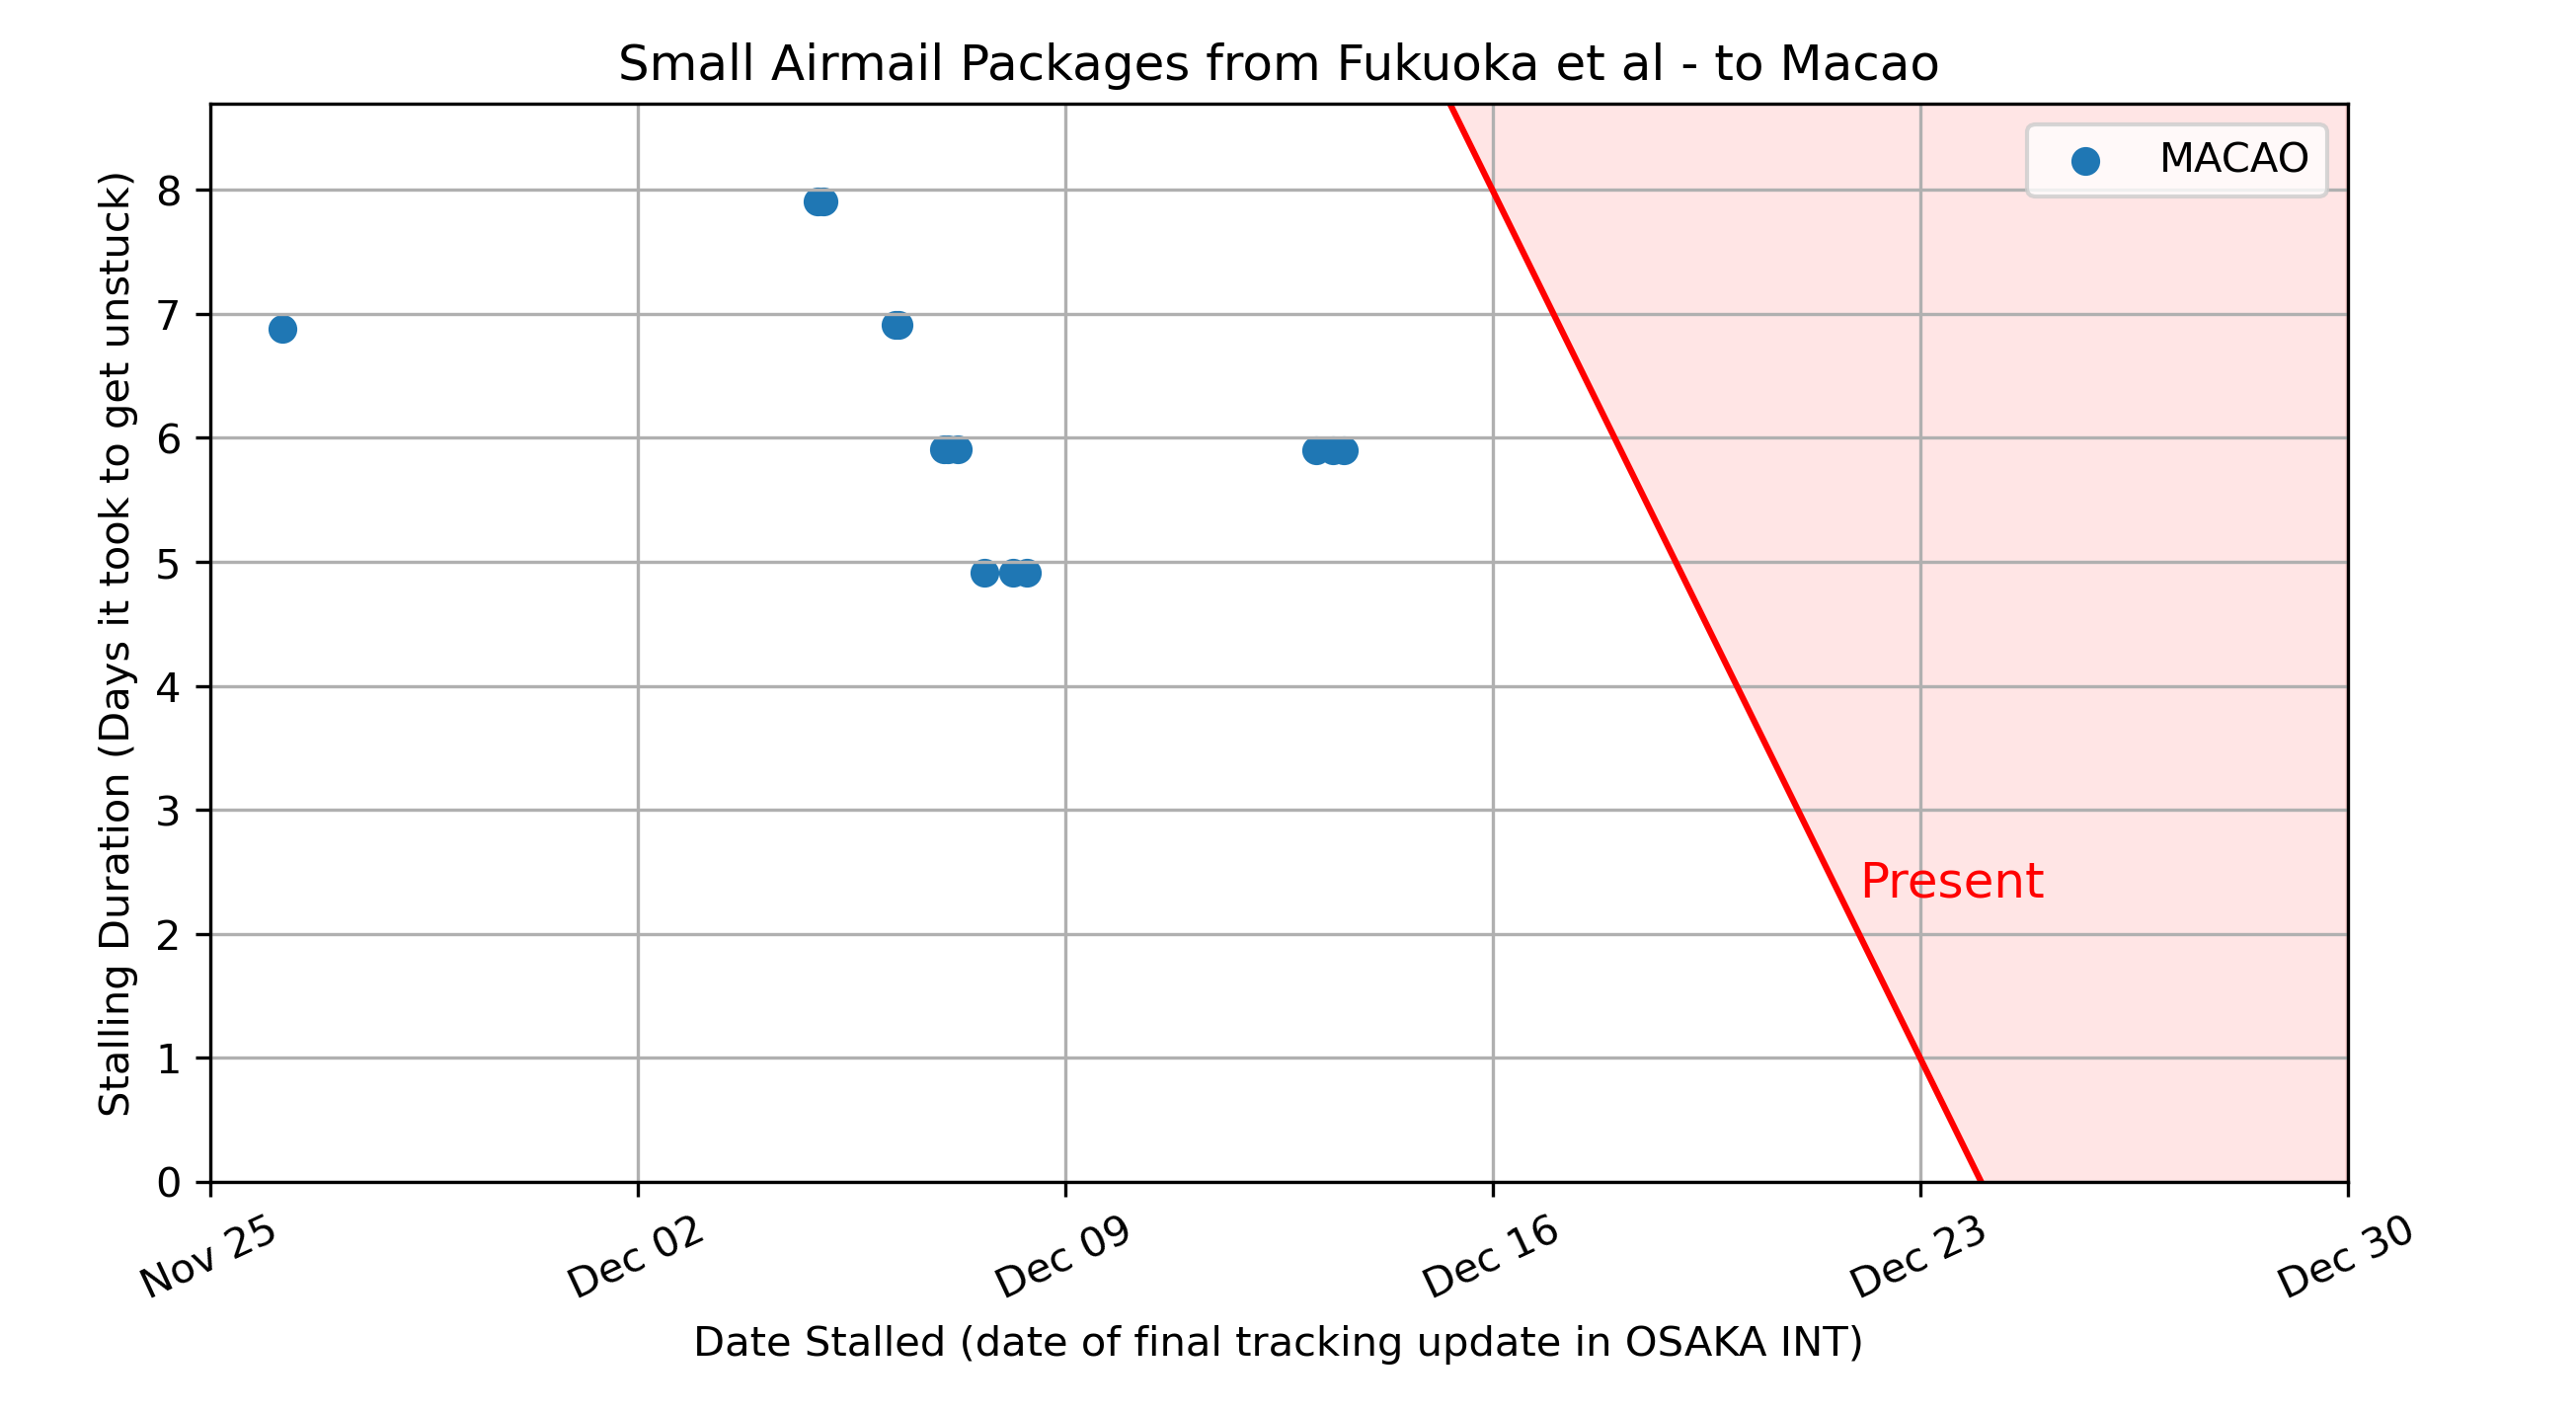 Small Airmail Packages from Fukuoka et al - to Macao
MACAO
Stalling Duration (Days it took to get unstuck)
8
7
6
5
4
3
2
1
0
Present
Nov 25
Dec 02
Dec 09
Dec 16
Dec 23
Dec 30
Date Stalled (date of final tracking update in OSAKA INT)